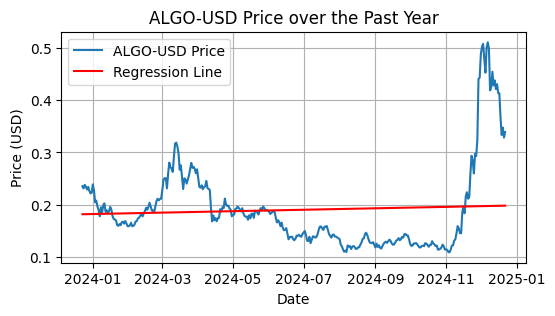 ALGO-USD Price over the Past Year
ALGO-USD Price
Regression Line
Price (USD)
0.5
0.4
0.3
0.2
0.1
2024-01 2024-03 2024-05 2024-07 2024-09 2024-11 2025-01
Date